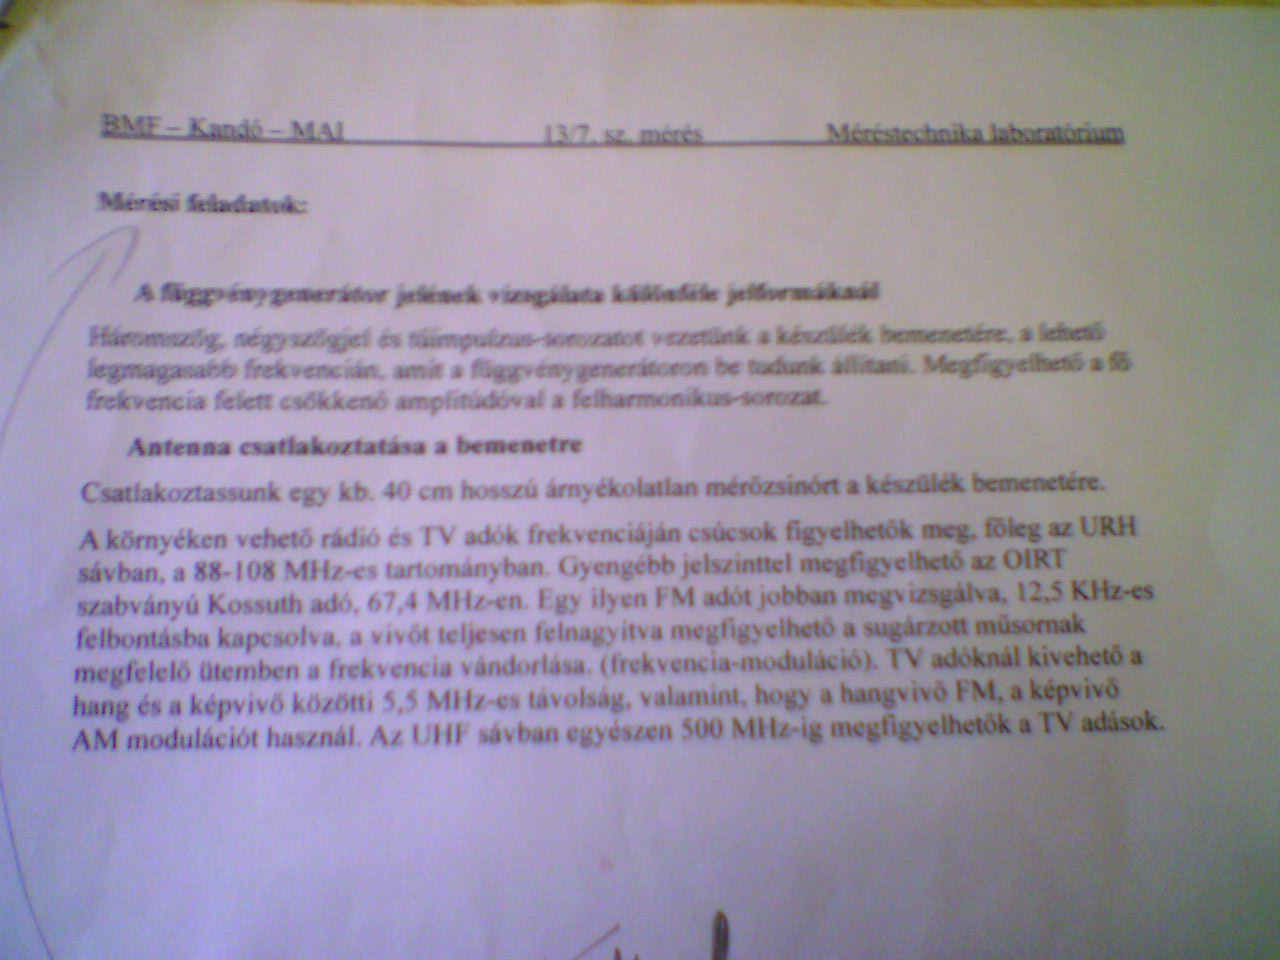 BMF – Kandó – MAI 13/7. sz. mérés Méréstechnika laboratórium
Mérési feladatok:
A függvénygenerátor jelének vizsgálata különféle jelformáknál
Háromszög, négyszögjel és tűimpulzus-sorozatot vezetünk a készülék bemenetére, a lehető
legmagasabb frekvencián, amit a függvénygenerátoron be tudunk állítani. Megfigyelhető a fő
frekvencia felett csökkenő amplitúdóval a felharmonikus-sorozat.
Antenna csatlakoztatása a bemenetre
Csatlakoztassunk egy kb. 40 cm hosszú árnyékolatlan mérőzsinórt a készülék bemenetére.
A környéken vehető rádió és TV adók frekvenciáján csúcsok figyelhetők meg, főleg az URH
sávban, a 88-108 MHz-es tartományban. Gyengébb jelszinttel megfigyelhető az OIRT
szabványú Kossuth adó, 67,4 MHz-en. Egy ilyen FM adót jobban megvizsgálva, 12,5 KHz-es
felbontásba kapcsolva, a vivőt teljesen felnagyítva megfigyelhető a sugárzott műsornak
megfelelő ütemben a frekvencia vándorlása. (frekvencia-moduláció). TV adóknál kivehető a
hang és a képvivő közötti 5,5 MHz-es távolság, valamint, hogy a hangvivő FM, a képvivő
AM modulációt használ. Az UHF sávban egyészen 500 MHz-ig megfigyelhetők a TV adások.